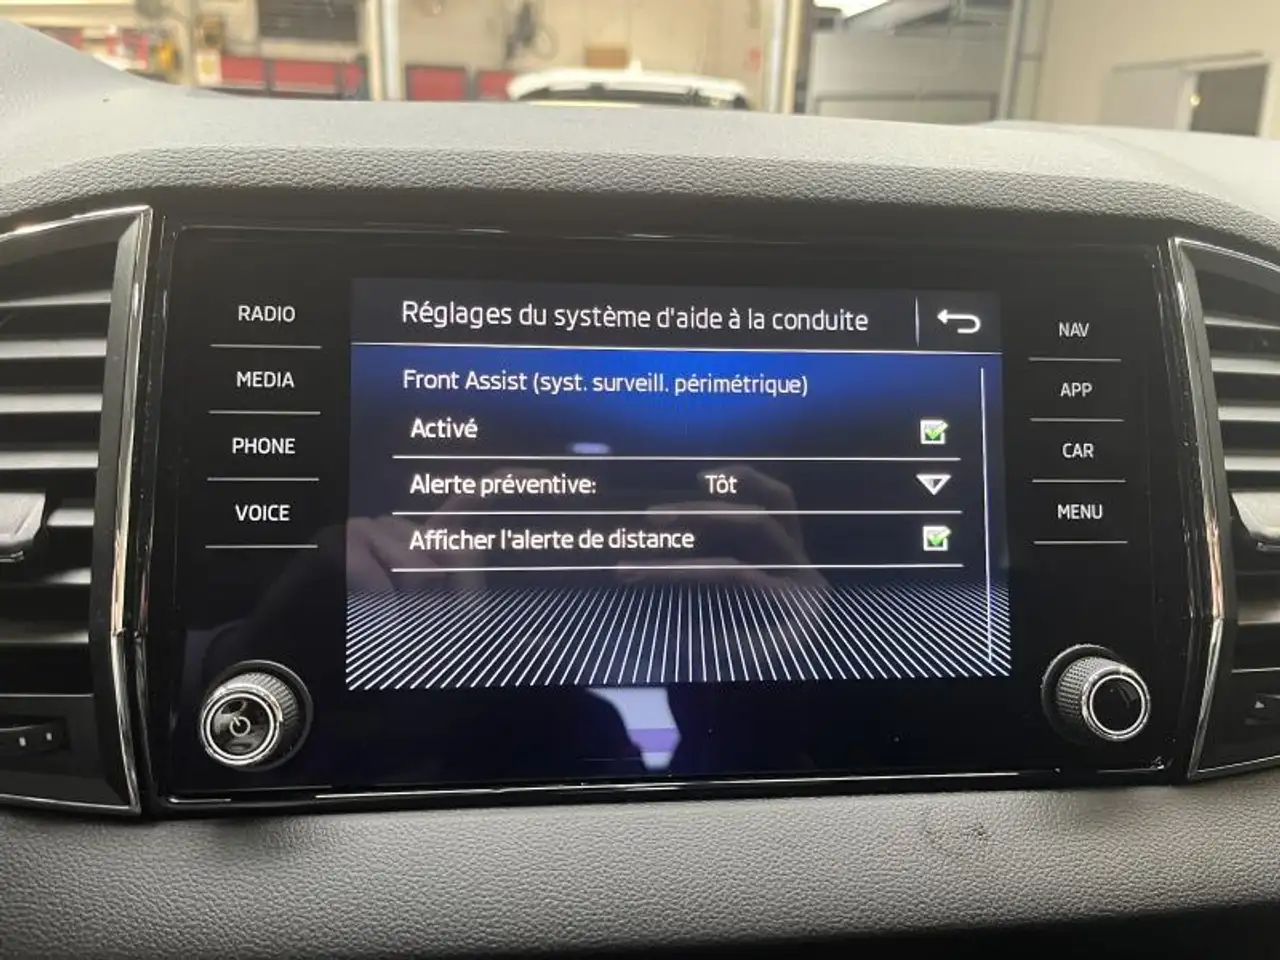 RADIO
MEDIA
PHONE
VOICE
Réglages du système d'aide à la conduite
Front Assist (syst. surveill. périmétrique)
Activé
Alerte préventive: Tôt
Afficher l'alerte de distance
NAV
APP
CAR
MENU